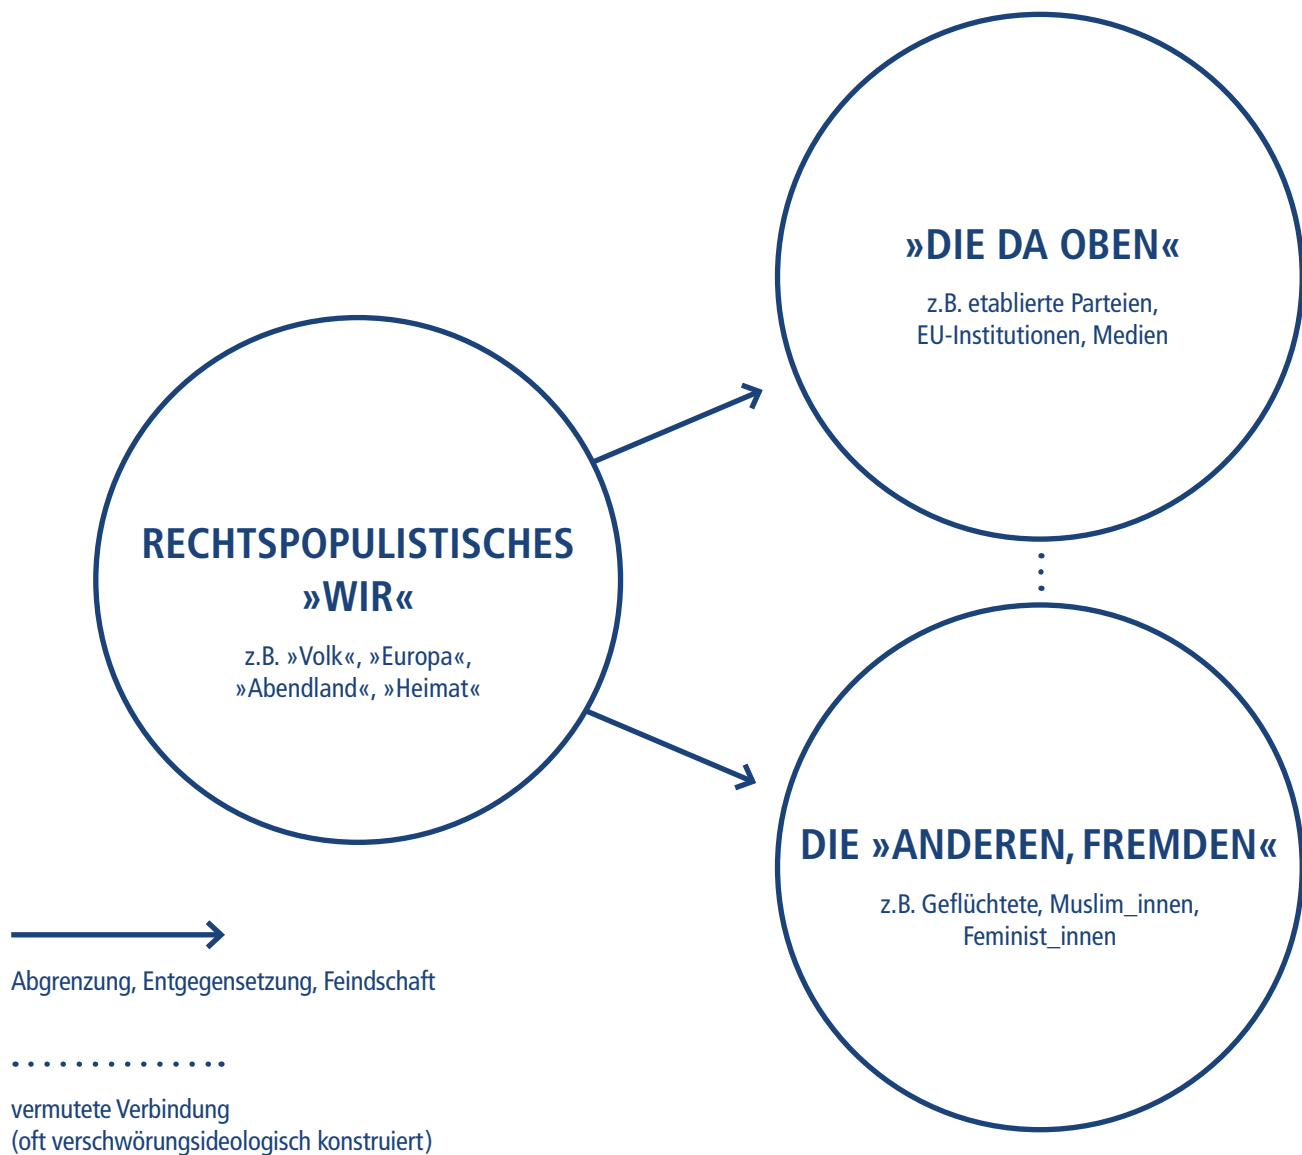 »DIE DA OBEN«
z.B. etablierte Parteien,
EU-Institutionen, Medien
RECHTSPOPULISTISCHES
»WIR«
z.B. »Volk«, »Europa«,
»Abendland«, »Heimat«
DIE »ANDEREN, FREMDEN«
z.B. Geflüchtete, Muslim_innen,
Feminist_innen
Abgrenzung, Entgegensetzung, Feindschaft
vermutete Verbindung
(oft verschwörungsideologisch konstruiert)